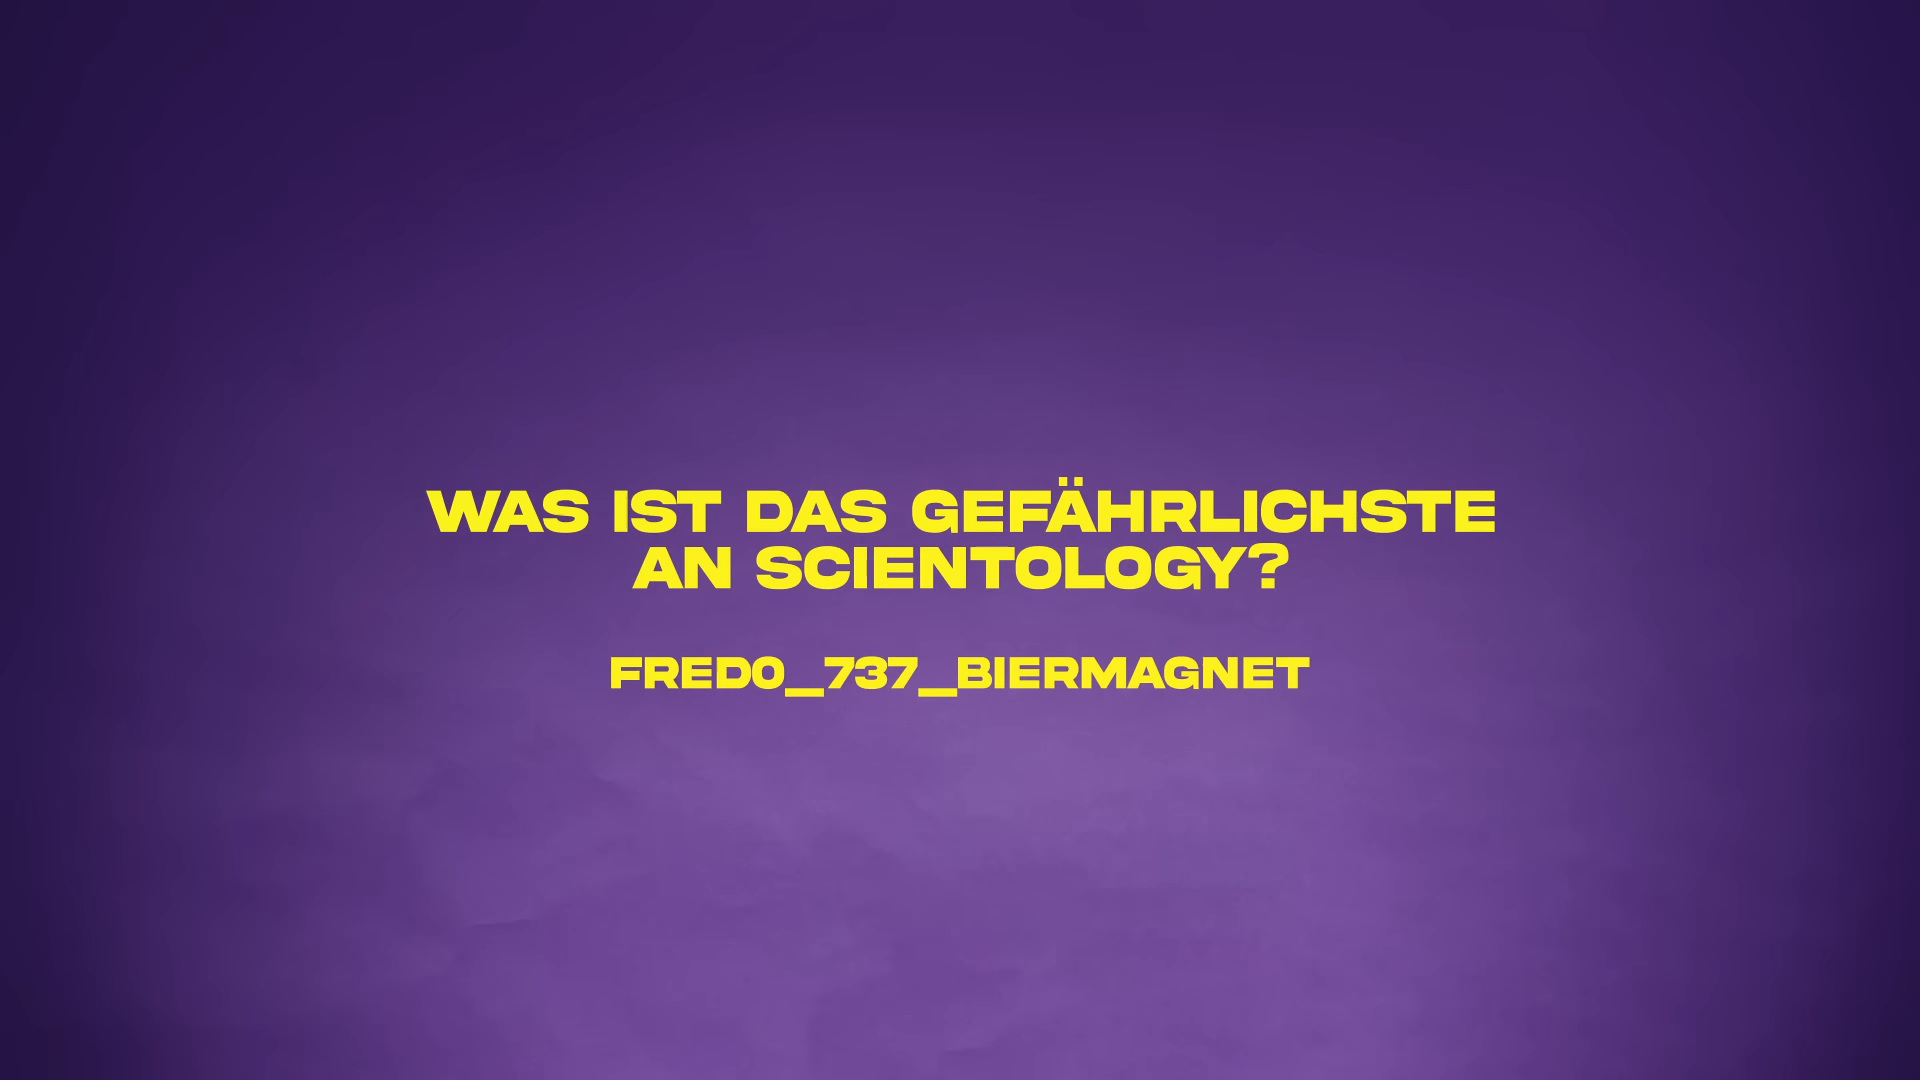 WAS IST DAS GEFÄHRLICHSTE
AN SCIENTOLOGY?
FRED0_737_BIERMAGNET